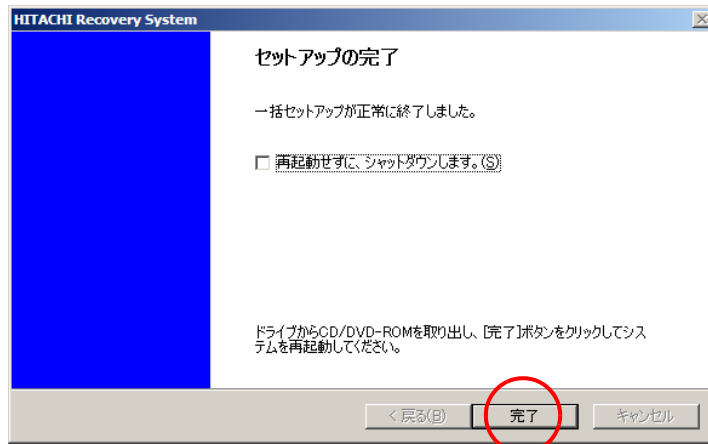 HITACHI Recovery System
セットアップの完了
一括セットアップが正常に終了しました。
再起動せずに、シャットダウンします。(S)
ドライブからCD/DVD-ROMを取り出し、[完了]ボタンをクリックしてシス
テムを再起動してください。
< 戻る(B)
完了
キャンセル